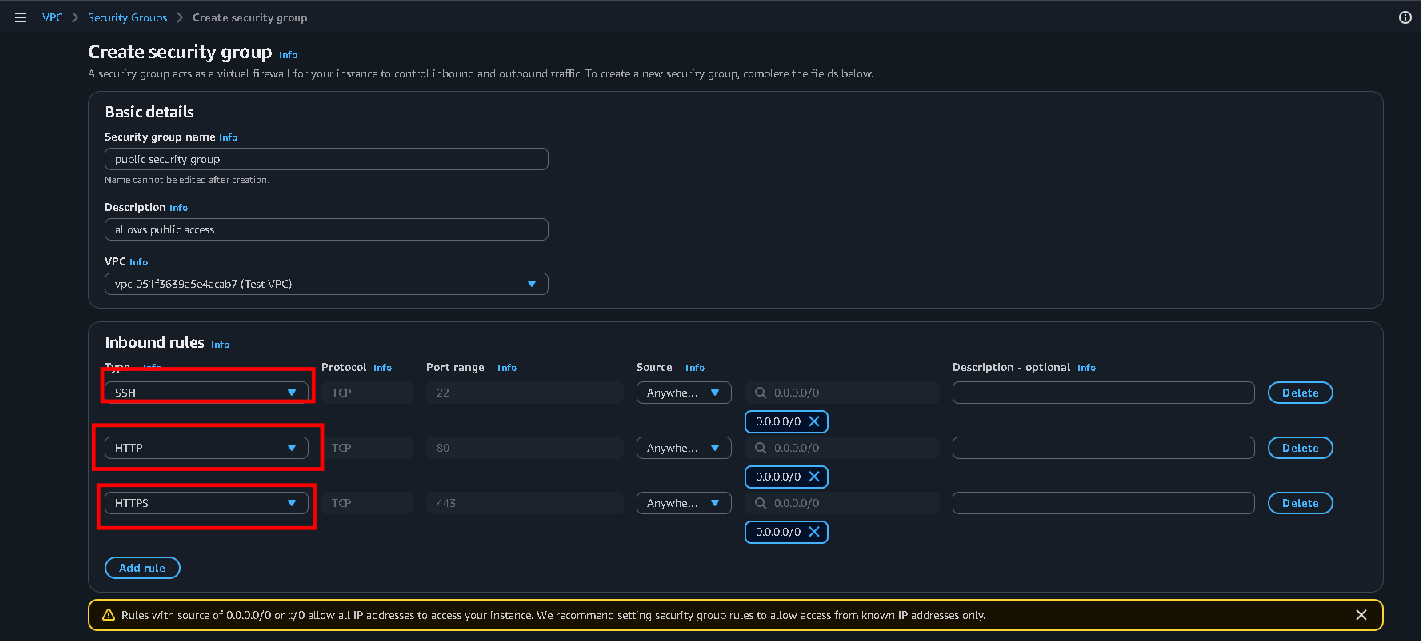 VPC > Security Groups > Create security group
Create security group Info
A security group acts as a virtual firewall for your instance to control inbound and outbound traffic. To create a new security group, complete the fields below.
Basic details
Security group name Info
public security group
Name cannot be edited after creation.
Description Info
allows public access
VPC Info
(Test VPC)
Inbound rules Info
Type Info Protocol Info Port range Info Source Info Description - optional Info
SSH TCP 22 Anywhe... 0.0.0.0/0 Delete
0.0.0.0/0
HTTP TCP 80 Anywhe... 0.0.0.0/0 Delete
0.0.0.0/0
HTTPS TCP 443 Anywhe... 0.0.0.0/0 Delete
0.0.0.0/0
Add rule
Rules with source of 0.0.0.0/0 or ::/0 allow all IP addresses to access your instance. We recommend setting security group rules to allow access from known IP addresses only.